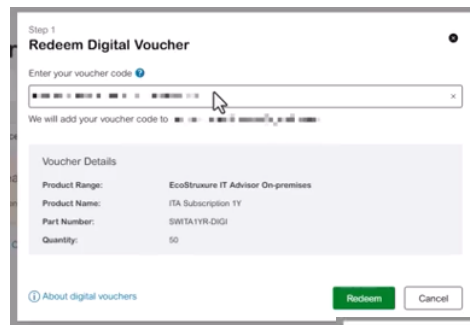 Step 1
Redeem Digital Voucher
Enter your voucher code
We will add your voucher code to
Voucher Details
Product Range: EcoStruxure IT Advisor On-premises
Product Name: ITA Subscription 1Y
Part Number: SWITA1YR-DIGI
Quantity: 50
About digital vouchers
Redeem Cancel